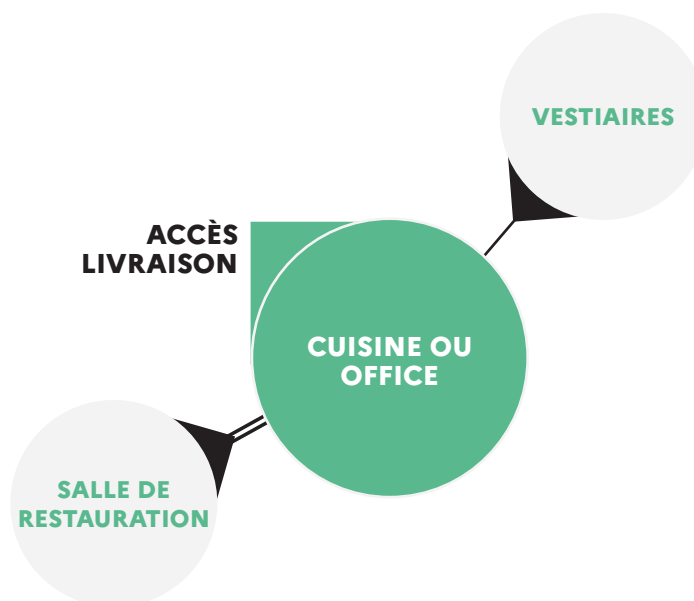 VESTIAIRES
ACCÈS
LIVRAISON
CUISINE OU
OFFICE
SALLE DE
RESTAURATION